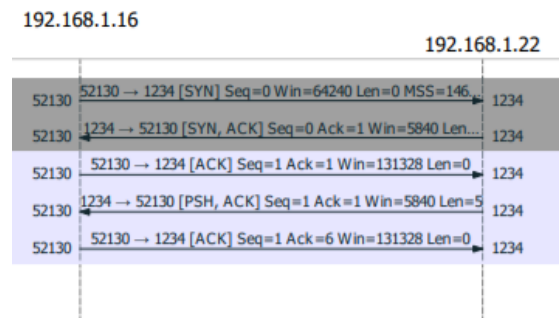 192.168.1.16
192.168.1.22
52130 52130 → 1234 [SYN] Seq=0 Win=64240 Len=0 MSS=146... 1234
52130 1234 → 52130 [SYN, ACK] Seq=0 Ack=1 Win=5840 Len... 1234
52130 52130 → 1234 [ACK] Seq=1 Ack=1 Win=131328 Len=0 1234
52130 1234 → 52130 [PSH, ACK] Seq=1 Ack=1 Win=5840 Len=5 1234
52130 52130 → 1234 [ACK] Seq=1 Ack=6 Win=131328 Len=0 1234